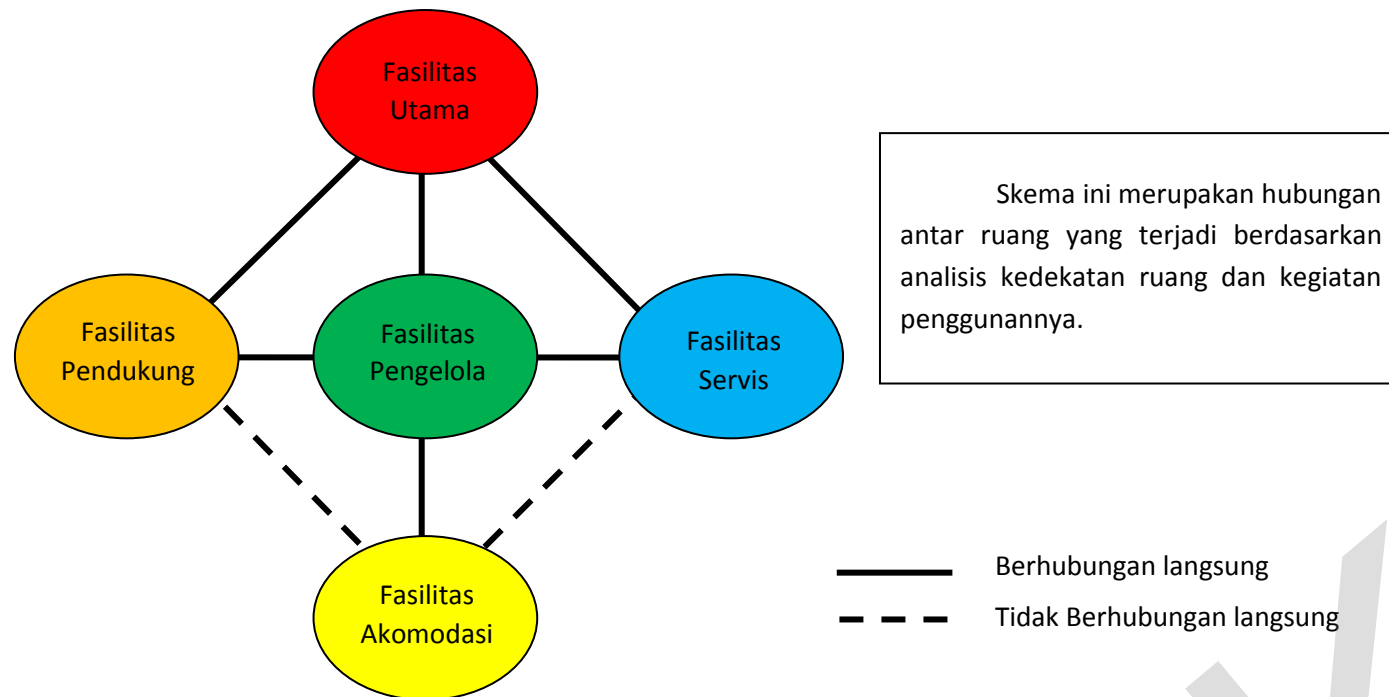 Fasilitas
Utama
Fasilitas
Pendukung
Fasilitas
Pengelola
Fasilitas
Servis
Fasilitas
Akomodasi
Skema ini merupakan hubungan
antar ruang yang terjadi berdasarkan
analisis kedekatan ruang dan kegiatan
penggunannya.
Berhubungan langsung
Tidak Berhubungan langsung